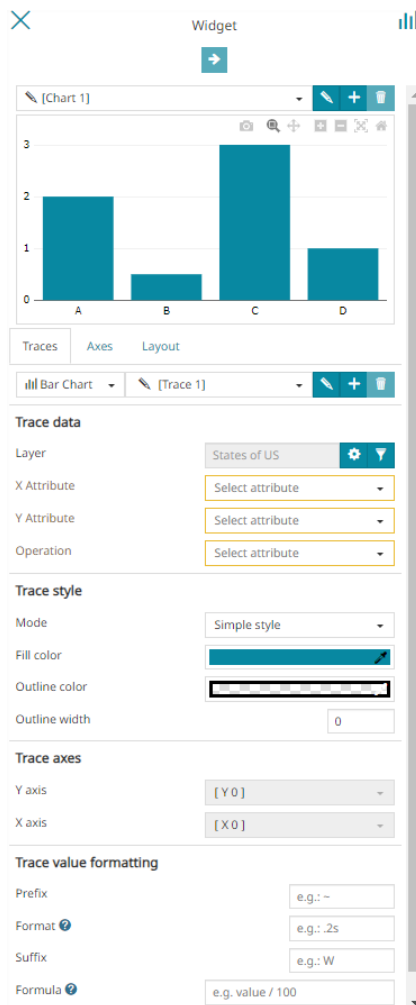 Widget
[Chart 1]
3
2
1
0
A B C D
Traces Axes Layout
Bar Chart [Trace 1]
Trace data
Layer States of US
X Attribute Select attribute
Y Attribute Select attribute
Operation Select attribute
Trace style
Mode Simple style
Fill color
Outline color
Outline width 0
Trace axes
Y axis [ Y 0 ]
X axis [ X 0 ]
Trace value formatting
Prefix e.g.: ~
Format ? e.g.: .2s
Suffix e.g.: W
Formula ? e.g. value / 100